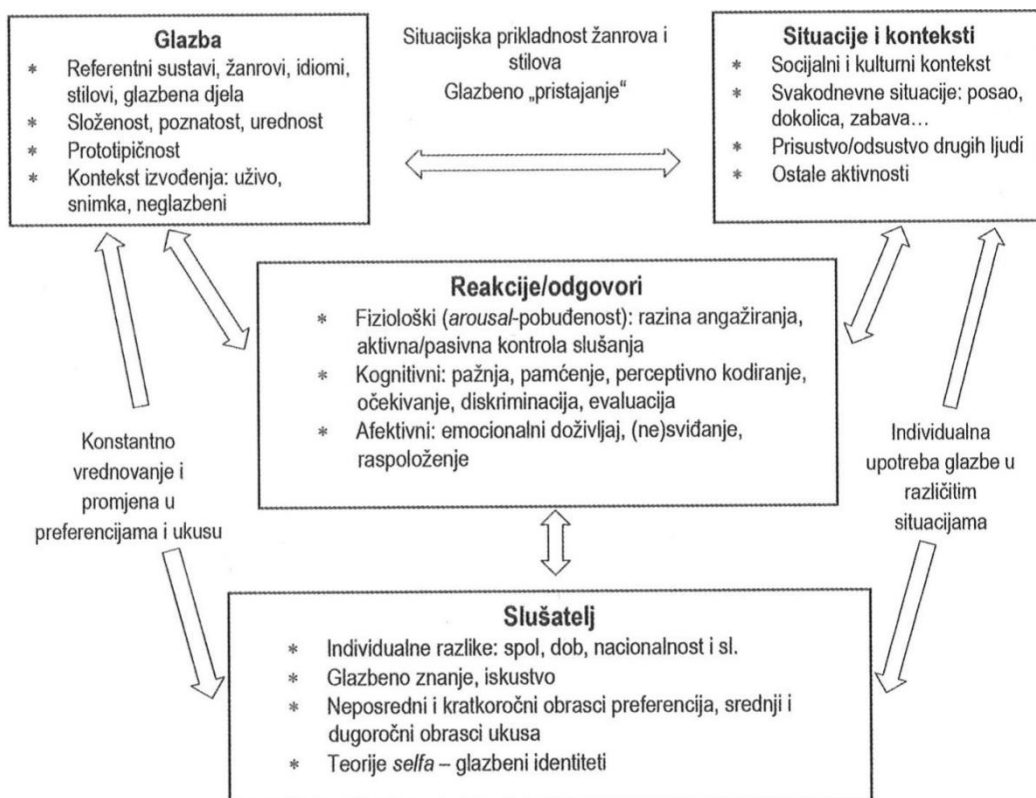 Glazba
* Referentni sustavi, žanrovi, idiomi,
stilovi, glazbena djela
* Složenost, poznatost, urednost
* Prototipičnost
* Kontekst izvođenja: uživo,
snimka, neglazbeni
Situacijska prikladnost žanrova i
stilova
Glazbeno „pristajanje“
Situacije i konteksti
* Socijalni i kulturni kontekst
* Svakodnevne situacije: posao,
dokolica, zabava…
* Prisustvo/odsustvo drugih ljudi
* Ostale aktivnosti
Reakcije/odgovori
* Fiziološki (arousal-pobuđenost): razina angažiranja,
aktivna/pasivna kontrola slušanja
* Kognitivni: pažnja, pamćenje, perceptivno kodiranje,
očekivanje, diskriminacija, evaluacija
* Afektivni: emocionalni doživljaj, (ne)sviđanje,
raspoloženje
Konstantno
vrednovanje i
promjena u
preferencijama i ukusu
Individualna
upotreba glazbe u
različitim
situacijama
Slušatelj
* Individualne razlike: spol, dob, nacionalnost i sl.
* Glazbeno znanje, iskustvo
* Neposredni i kratkoročni obrasci preferencija, srednji i
dugoročni obrasci ukusa
* Teorije selfa – glazbeni identiteti